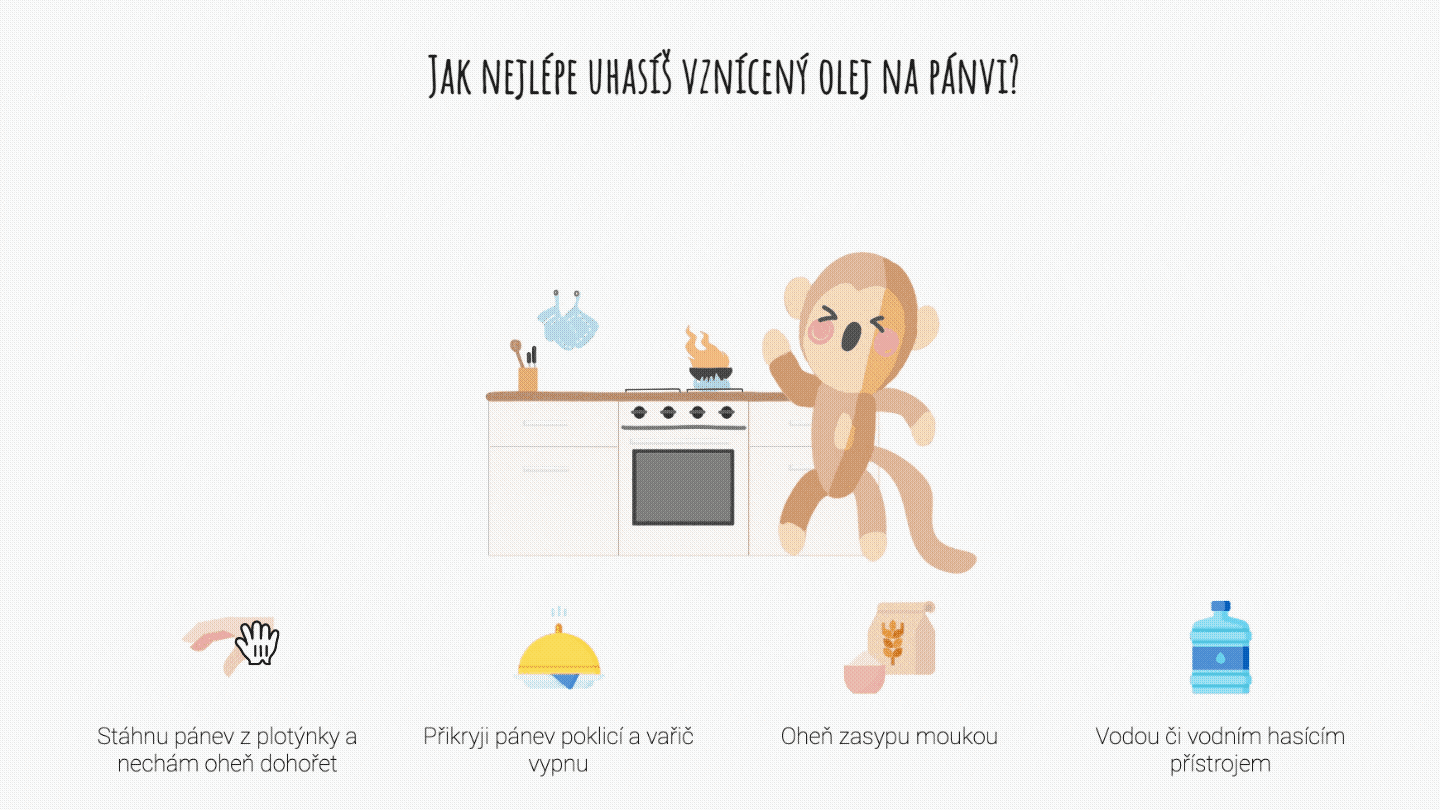 Jak nejlépe uhasíš vznícený olej na pánvi?
Stáhnu pánev z plotýnky a
nechám oheň dohořet
Přikryji pánev poklicí a vařič
vypnu
Oheň zasypu moukou
Vodou či vodním hasícím
přístrojem